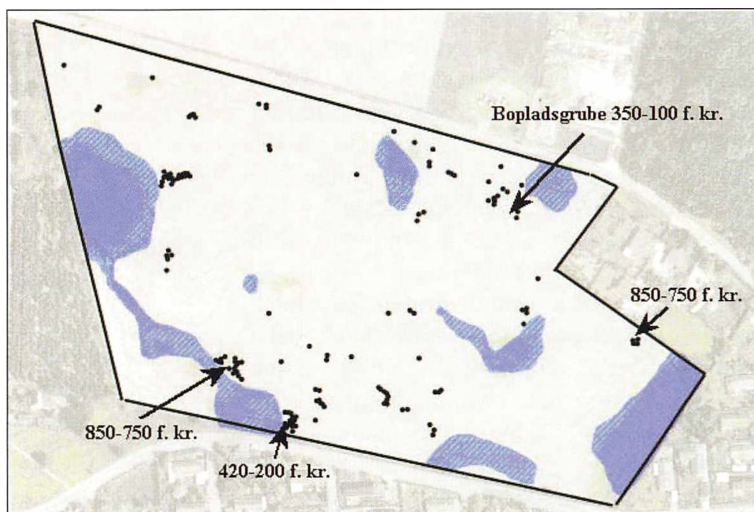 Bopladsgrube 350-100 f. kr.
850-750 f. kr.
850-750 f. kr.
420-200 f. kr.